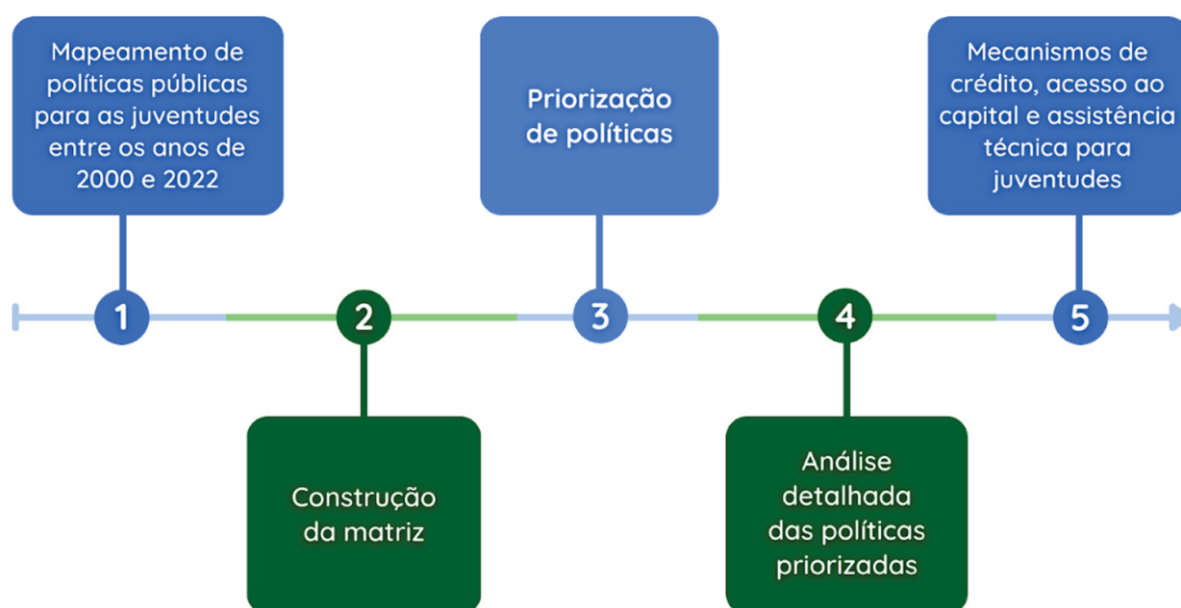 Mapeamento de
políticas públicas
para as juventudes
entre os anos de
2000 e 2022
1
Construção
da matriz
2
Priorização
de políticas
3
Análise
detalhada
das políticas
priorizadas
4
Mecanismos de
crédito, acesso ao
capital e assistência
técnica para
juventudes
5